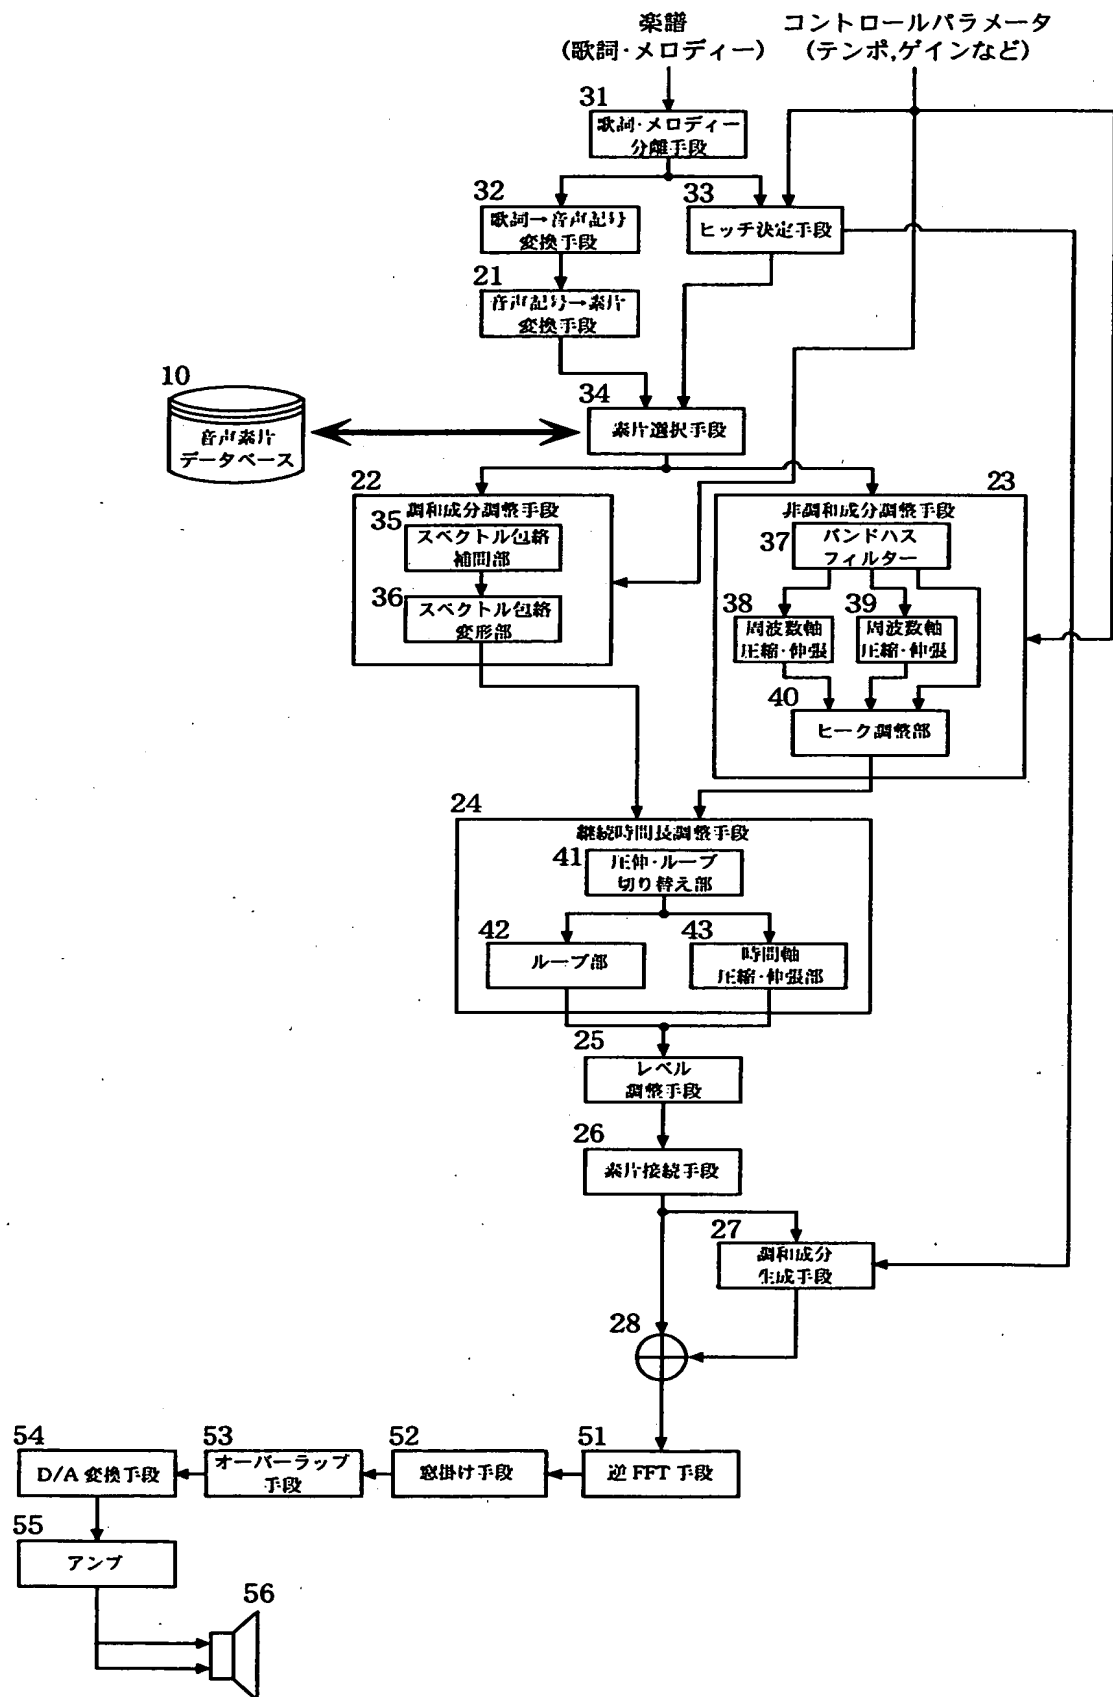 楽譜
(歌詞・メロディー)
コントロールパラメータ
(テンポ,ゲインなど)
31
歌詞・メロディー
分離手段
32
歌詞→音声記号
変換手段
33
ピッチ決定手段
21
音声記号→素片
変換手段
10
音声素片
データベース
34
素片選択手段
22
調和成分調整手段
35
スペクトル包絡
補間部
36
スペクトル包絡
変形部
23
非調和成分調整手段
37
バンドパス
フィルター
38
周波数軸
圧縮・伸張
39
周波数軸
圧縮・伸張
40
ピーク調整部
24
継続時間長調整手段
41
圧伸・ループ
切り替え部
42
ループ部
43
時間軸
圧縮・伸張部
25
レベル
調整手段
26
素片接続手段
27
調和成分
生成手段
28
54
D/A 変換手段
53
オーバーラップ
手段
52
窓掛け手段
51
逆 FFT 手段
55
アンプ
56